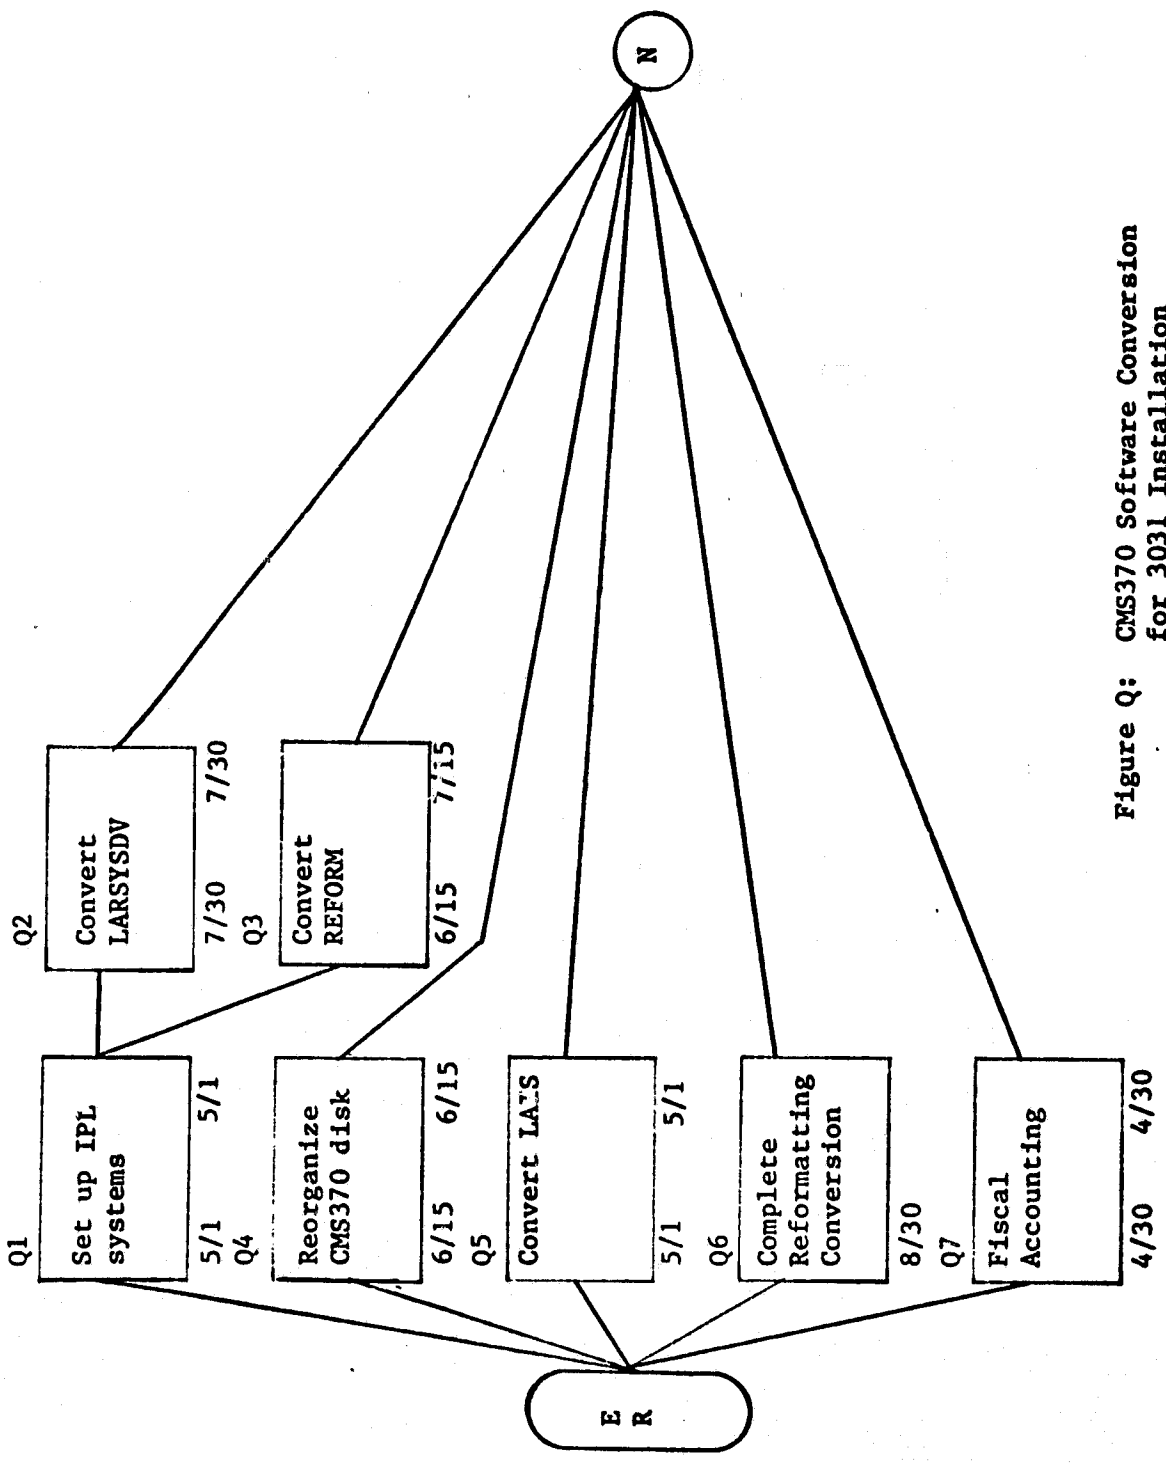 E
R
Q1
Set up IPL
systems
5/1 5/1
Q2
Convert
LARSYSDV
7/30 7/30
Q3
Convert
REFORM
6/15 7/15
Q4
Reorganize
CMS370 disk
6/15 6/15
Q5
Convert
5/1 5/1
Q6
Complete
Reformatting
Conversion
8/30
Q7
Fiscal
Accounting
4/30 4/30
N
Figure Q: CMS370 Software Conversion
for 3031 Installation